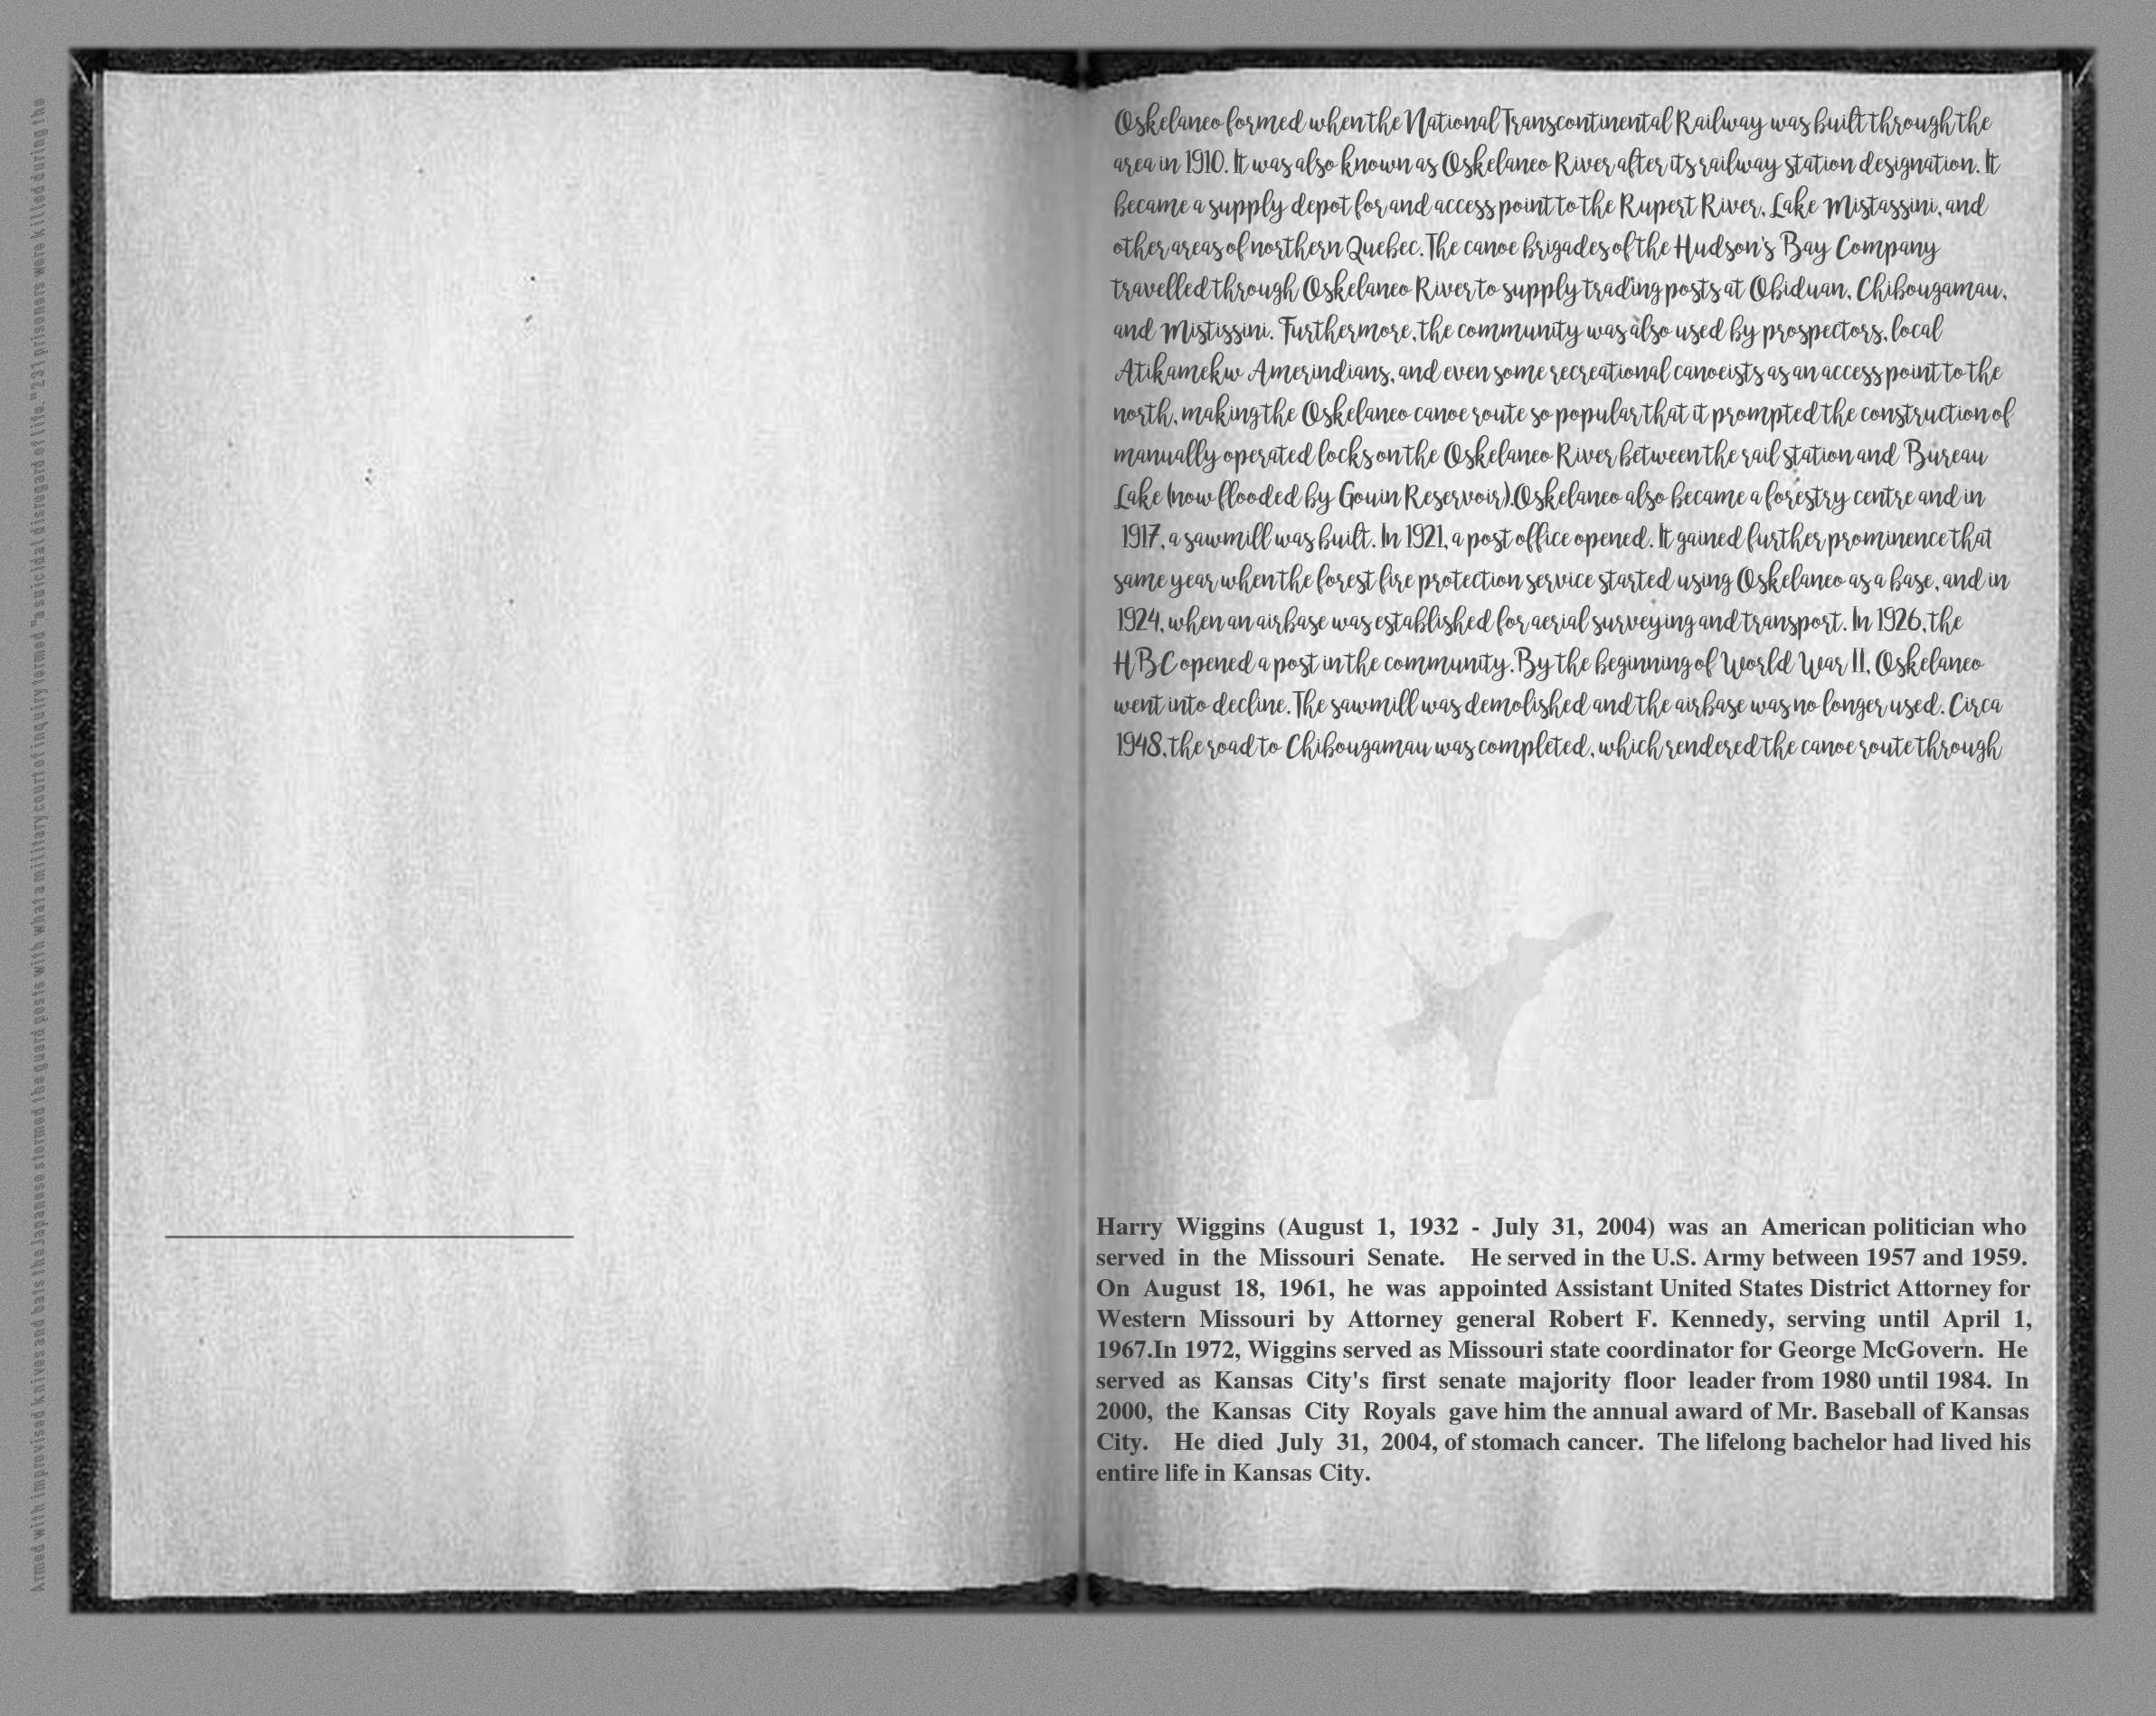 Armed with improvised knives and bats the Japanese stormed the guard posts with what a military court of inquiry termed "a suicidal disregard of life." 231 prisoners were killed during the
Oskelaneo formed when the National Transcontinental Railway was built through the
area in 1910. It was also known as Oskelaneo River after its railway station designation. It
became a supply depot for and access point to the Rupert River, Lake Mistassini, and
other areas of northern Quebec. The canoe brigades of the Hudson's Bay Company
travelled through Oskelaneo River to supply trading posts at Obiduan, Chibougamau,
and Mistissini. Furthermore, the community was also used by prospectors, local
Atikamekw Amerindians, and even some recreational canoeists as an access point to the
north, making the Oskelaneo canoe route so popular that it prompted the construction of
manually operated locks on the Oskelaneo River between the rail station and Bureau
Lake (now flooded by Gouin Reservoir).Oskelaneo also became a forestry centre and in
1917, a sawmill was built. In 1921, a post office opened. It gained further prominence that
same year when the forest fire protection service started using Oskelaneo as a base, and in
1924, when an airbase was established for aerial surveying and transport. In 1926, the
HBC opened a post in the community.By the beginning of World War II, Oskelaneo
went into decline. The sawmill was demolished and the airbase was no longer used. Circa
1948, the road to Chibougamau was completed, which rendered the canoe route through
Harry Wiggins (August 1, 1932 - July 31, 2004) was an American politician who
served in the Missouri Senate. He served in the U.S. Army between 1957 and 1959.
On August 18, 1961, he was appointed Assistant United States District Attorney for
Western Missouri by Attorney general Robert F. Kennedy, serving until April 1,
1967.In 1972, Wiggins served as Missouri state coordinator for George McGovern. He
served as Kansas City's first senate majority floor leader from 1980 until 1984. In
2000, the Kansas City Royals gave him the annual award of Mr. Baseball of Kansas
City. He died July 31, 2004, of stomach cancer. The lifelong bachelor had lived his
entire life in Kansas City.